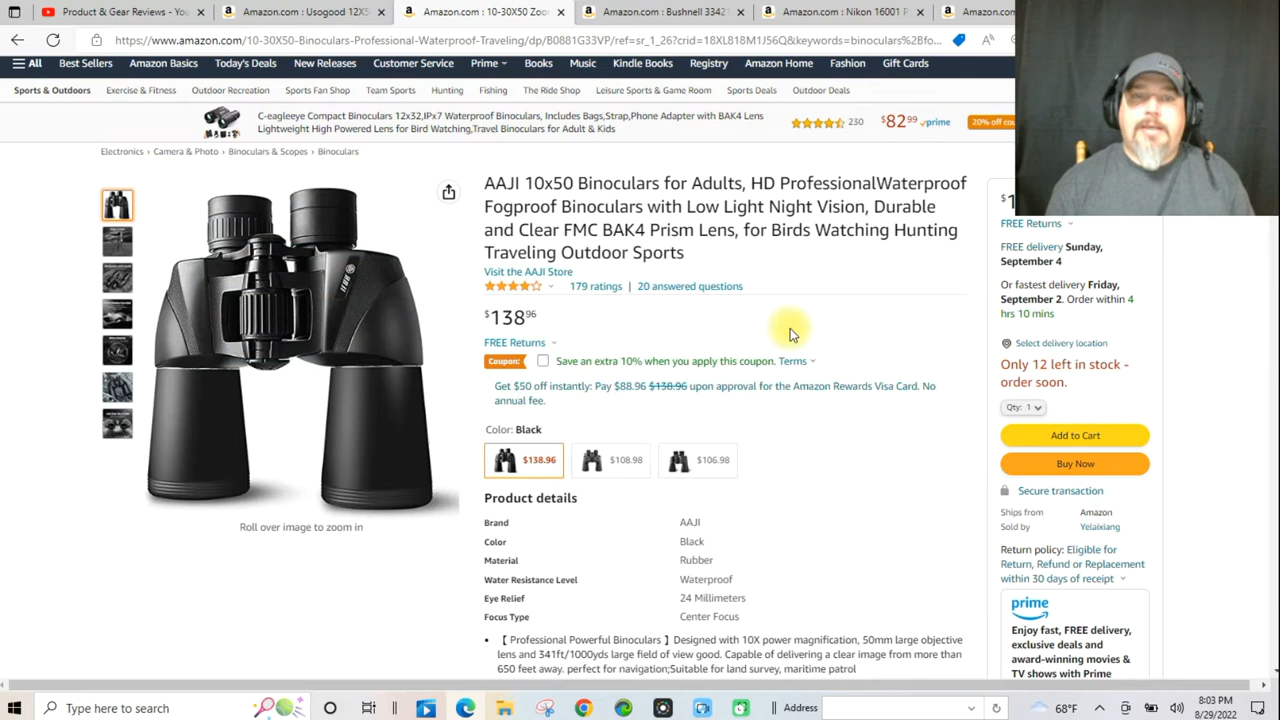 Product & Gear Reviews - You
Amazon.com : Usogood 12X5
Amazon.com : 10-30X50 Zoo
Amazon.com : Bushnell 33421
Amazon.com : Nikon 16001 P
Amazon.com
https://www.amazon.com/10-30X50-Binoculars-Professional-Waterproof-Traveling/dp/B0881G33VP/ref=sr_1_26?crid=18XL818M1J56Q&keywords=binoculars%2Bfo...
All Best Sellers Amazon Basics Today's Deals New Releases Customer Service Prime Books Music Kindle Books Registry Amazon Home Fashion Gift Cards
Sports & Outdoors Exercise & Fitness Outdoor Recreation Sports Fan Shop Team Sports Hunting Fishing The Ride Shop Leisure Sports & Game Room Sports Deals Outdoor Deals
C-eagleeye Compact Binoculars 12x32,IPx7 Waterproof Binoculars, Includes Bags,Strap,Phone Adapter with BAK4 Lens
Lightweight High Powered Lens for Bird Watching,Travel Binoculars for Adult & Kids
230 $82.99 prime 20% off cou
Electronics › Camera & Photo › Binoculars & Scopes › Binoculars
AAJI 10x50 Binoculars for Adults, HD ProfessionalWaterproof
Fogproof Binoculars with Low Light Night Vision, Durable
and Clear FMC BAK4 Prism Lens, for Birds Watching Hunting
Traveling Outdoor Sports
Visit the AAJI Store
179 ratings | 20 answered questions
$138.96
FREE Returns
Coupon: Save an extra 10% when you apply this coupon. Terms
Get $50 off instantly: Pay $88.96 $138.96 upon approval for the Amazon Rewards Visa Card. No
annual fee.
Color: Black
$138.96 $108.98 $106.98
Roll over image to zoom in
Product details
Brand AAJI
Color Black
Material Rubber
Water Resistance Level Waterproof
Eye Relief 24 Millimeters
Focus Type Center Focus
• 【 Professional Powerful Binoculars 】Designed with 10X power magnification, 50mm large objective
lens and 341ft/1000yds large field of view good. Capable of delivering a clear image from more than
650 feet away. perfect for navigation;Suitable for land survey, maritime patrol
FREE Returns
FREE delivery Sunday,
September 4
Or fastest delivery Friday,
September 2. Order within 4
hrs 10 mins
Select delivery location
Only 12 left in stock -
order soon.
Qty: 1
Add to Cart
Buy Now
Secure transaction
Ships from Amazon
Sold by Yelaixiang
Return policy: Eligible for
Return, Refund or Replacement
within 30 days of receipt
prime
Enjoy fast, FREE delivery,
exclusive deals and
award-winning movies &
TV shows with Prime
Type here to search
Address
68°F
8:03 PM
8/29/2022